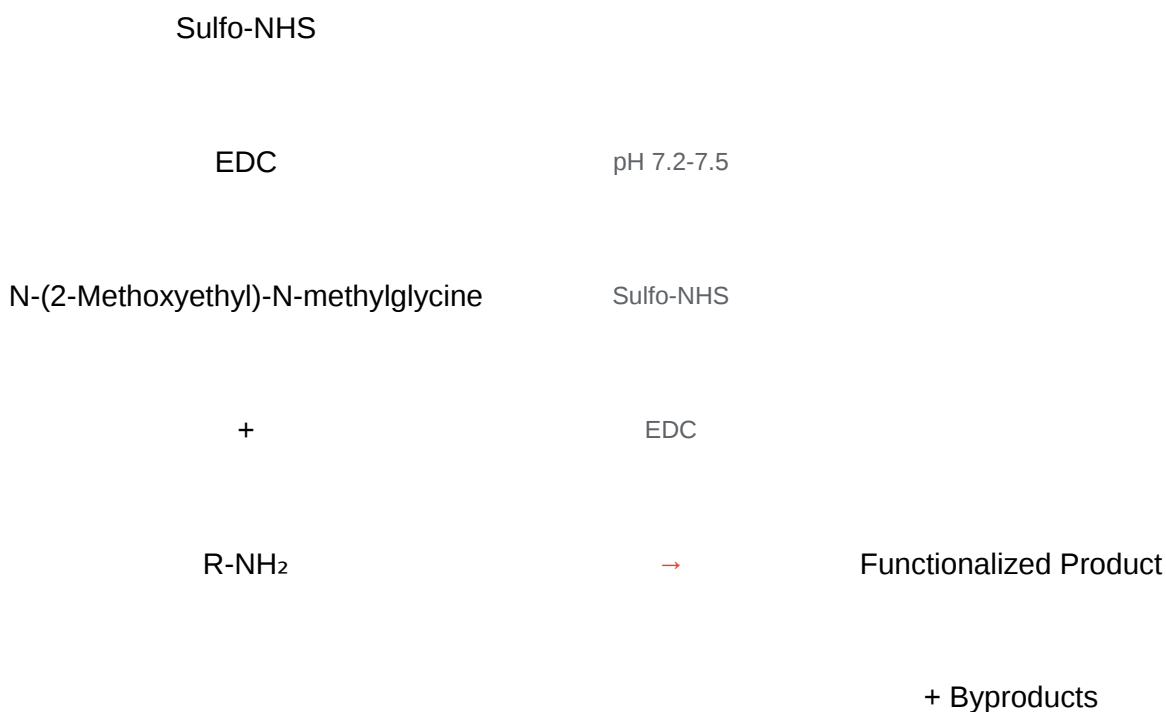 Sulfo-NHS
EDC
pH 7.2-7.5
N-(2-Methoxyethyl)-N-methylglycine
Sulfo-NHS
+
EDC
R-NH₂
→
Functionalized Product
+ Byproducts